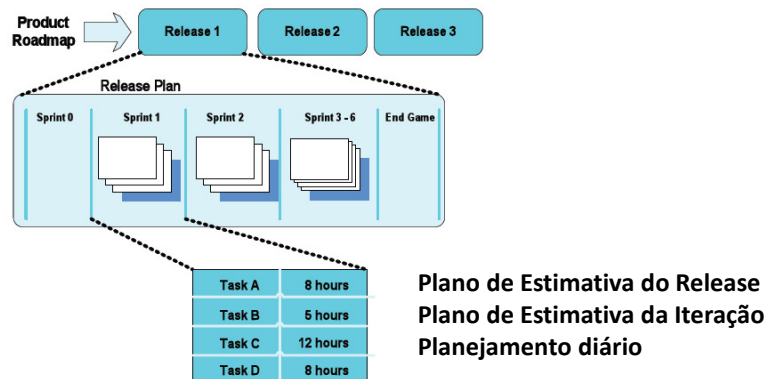 Product
Roadmap
Release 1
Release 2
Release 3
Release Plan
Sprint 0
Sprint 1
Sprint 2
Sprint 3 - 6
End Game
Task A 8 hours
Task B 5 hours
Task C 12 hours
Task D 8 hours
Plano de Estimativa do Release
Plano de Estimativa da Iteração
Planejamento diário